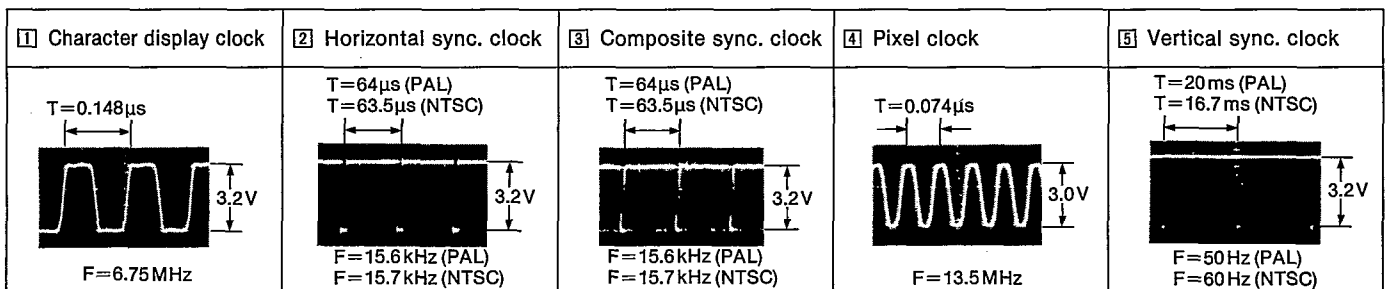 1 Character display clock
T=0.148µs
3.2V
F=6.75MHz
2 Horizontal sync. clock
T=64µs (PAL)
T=63.5µs (NTSC)
3.2V
F=15.6kHz (PAL)
F=15.7kHz (NTSC)
3 Composite sync. clock
T=64µs (PAL)
T=63.5µs (NTSC)
3.2V
F=15.6kHz (PAL)
F=15.7kHz (NTSC)
4 Pixel clock
T=0.074µs
3.0V
F=13.5MHz
5 Vertical sync. clock
T=20ms (PAL)
T=16.7ms (NTSC)
3.2V
F=50Hz (PAL)
F=60Hz (NTSC)